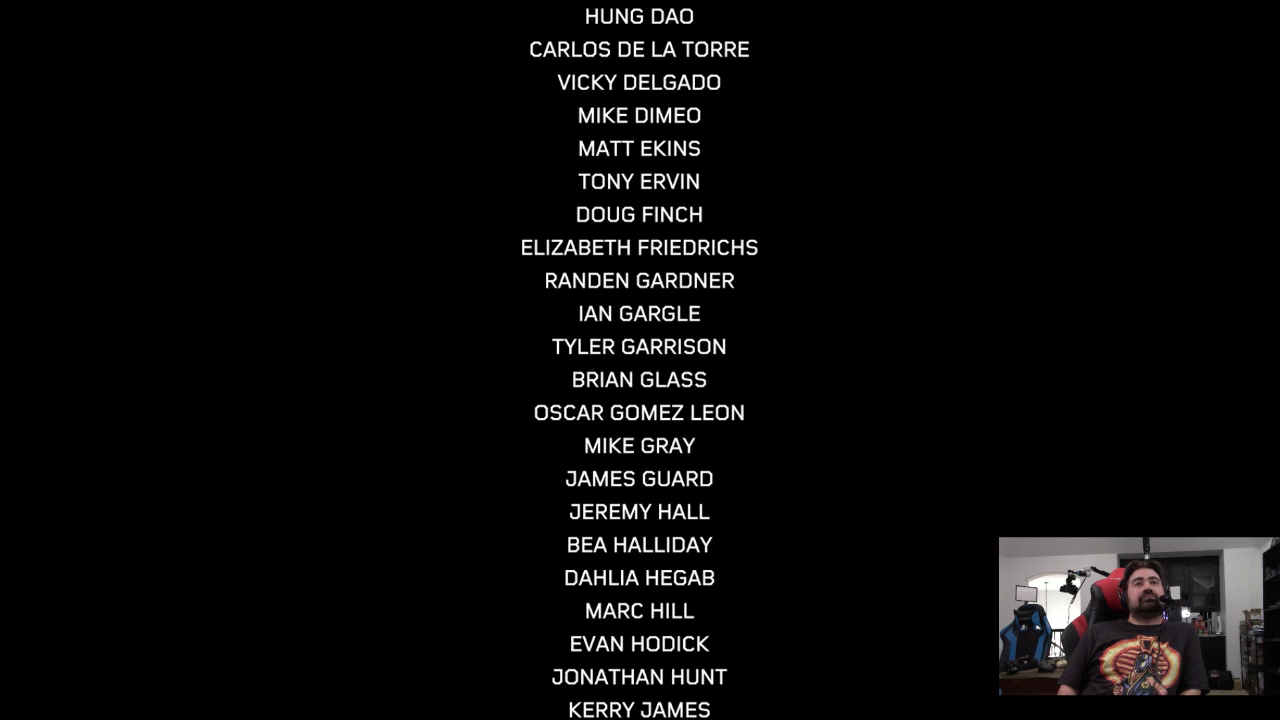 HUNG DAO
CARLOS DE LA TORRE
VICKY DELGADO
MIKE DIMEO
MATT EKINS
TONY ERVIN
DOUG FINCH
ELIZABETH FRIEDRICHS
RANDEN GARDNER
IAN GARGLE
TYLER GARRISON
BRIAN GLASS
OSCAR GOMEZ LEON
MIKE GRAY
JAMES GUARD
JEREMY HALL
BEA HALLIDAY
DAHLIA HEGAB
MARC HILL
EVAN HODICK
JONATHAN HUNT
KERRY JAMES